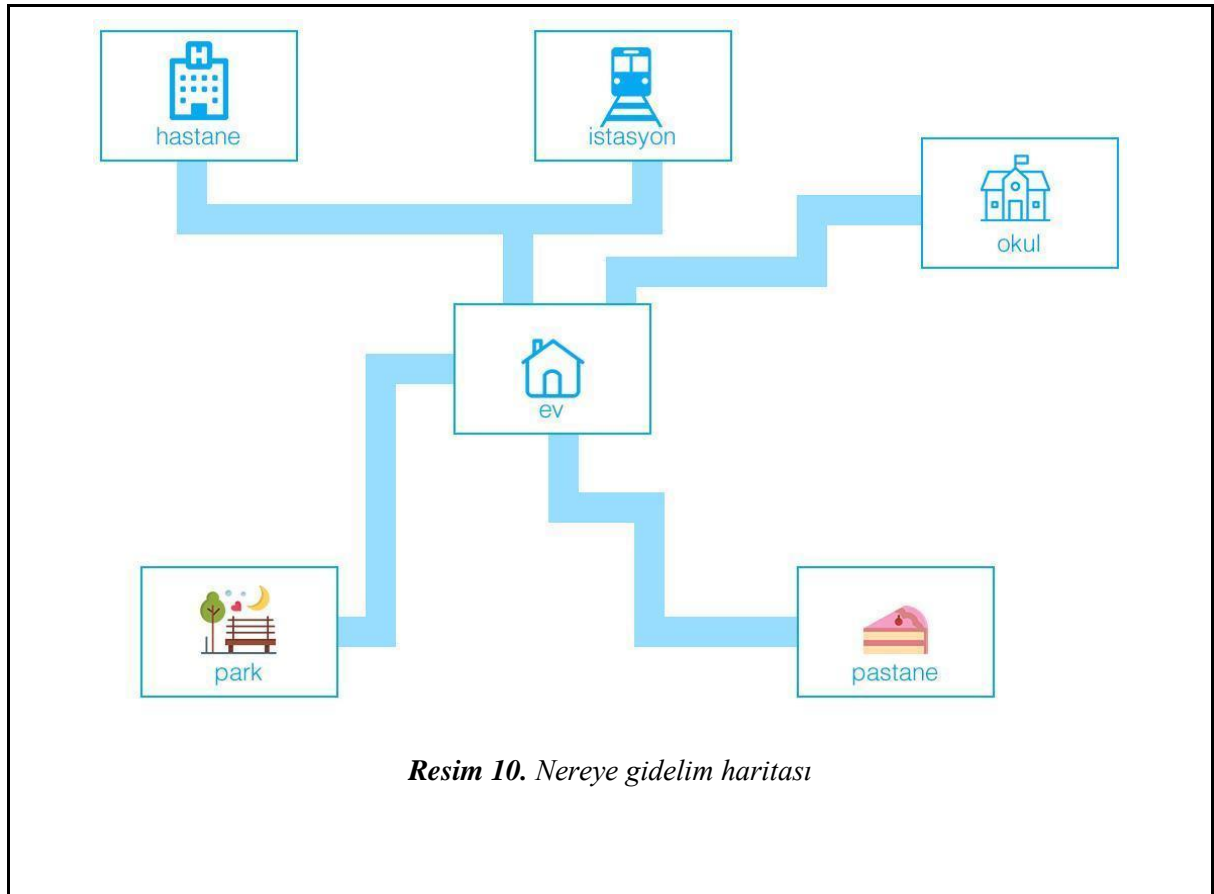 H
hastane
istasyon
okul
ev
park
pastane
Resim 10. Nereye gidelim haritası